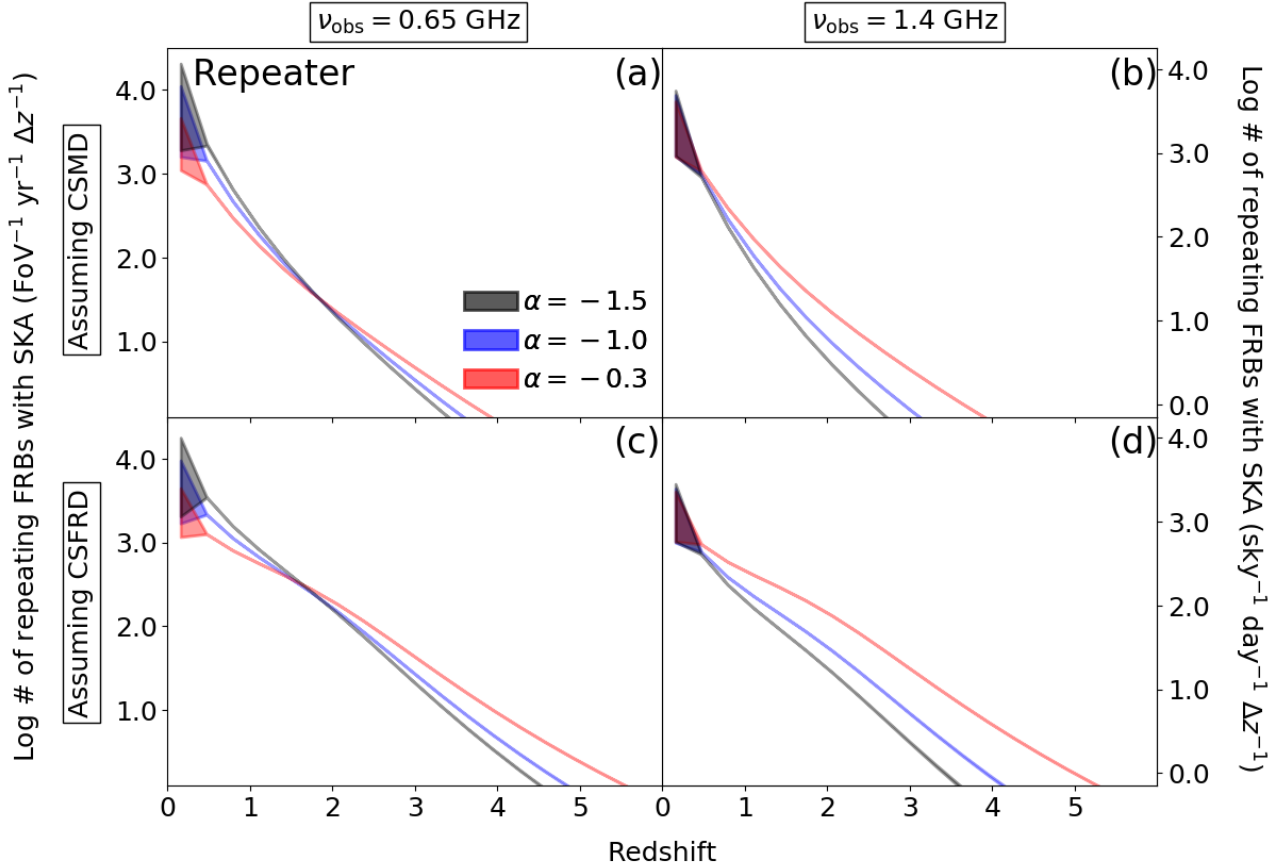 ν_obs = 0.65 GHz
ν_obs = 1.4 GHz
Log # of repeating FRBs with SKA (FoV⁻¹ yr⁻¹ Δz⁻¹)
Assuming CSMD
Assuming CSFRD
Repeater
(a)
4.0
3.0
2.0
1.0
α = −1.5
α = −1.0
α = −0.3
(b)
4.0
3.0
2.0
1.0
0.0
(c)
4.0
3.0
2.0
1.0
(d)
4.0
3.0
2.0
1.0
0.0
0 1 2 3 4 5 0 1 2 3 4 5
Redshift
Log # of repeating FRBs with SKA (sky⁻¹ day⁻¹ Δz⁻¹)